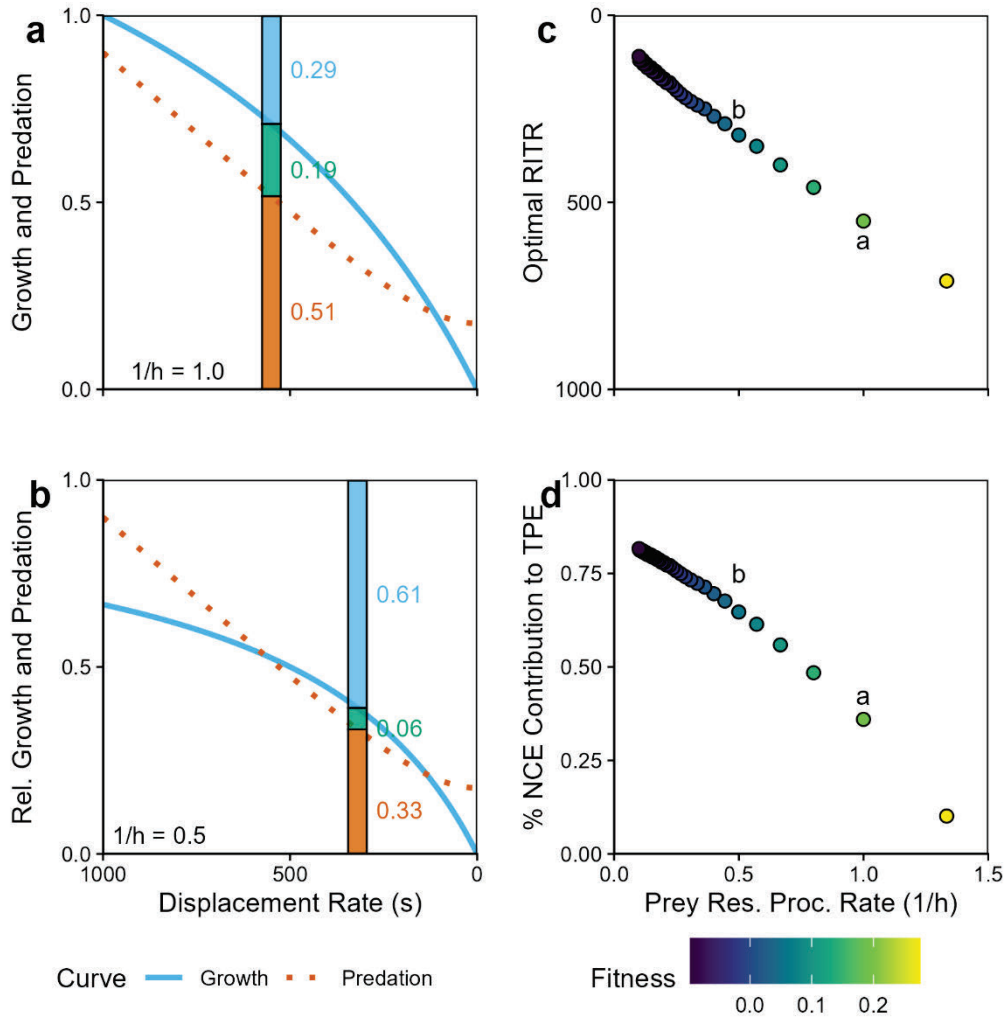 a
Growth and Predation
1.0
0.5
0.0
0.29
0.19
0.51
1/h = 1.0
c
Optimal RITR
0
500
1000
b
a
b
Rel. Growth and Predation
1.0
0.5
0.0
0.61
0.06
0.33
1/h = 0.5
1000
500
0
Displacement Rate (s)
d
% NCE Contribution to TPE
1.00
0.75
0.50
0.25
0.00
b
a
0.0
0.5
1.0
1.5
Prey Res. Proc. Rate (1/h)
Curve
Growth
Predation
Fitness
0.0
0.1
0.2